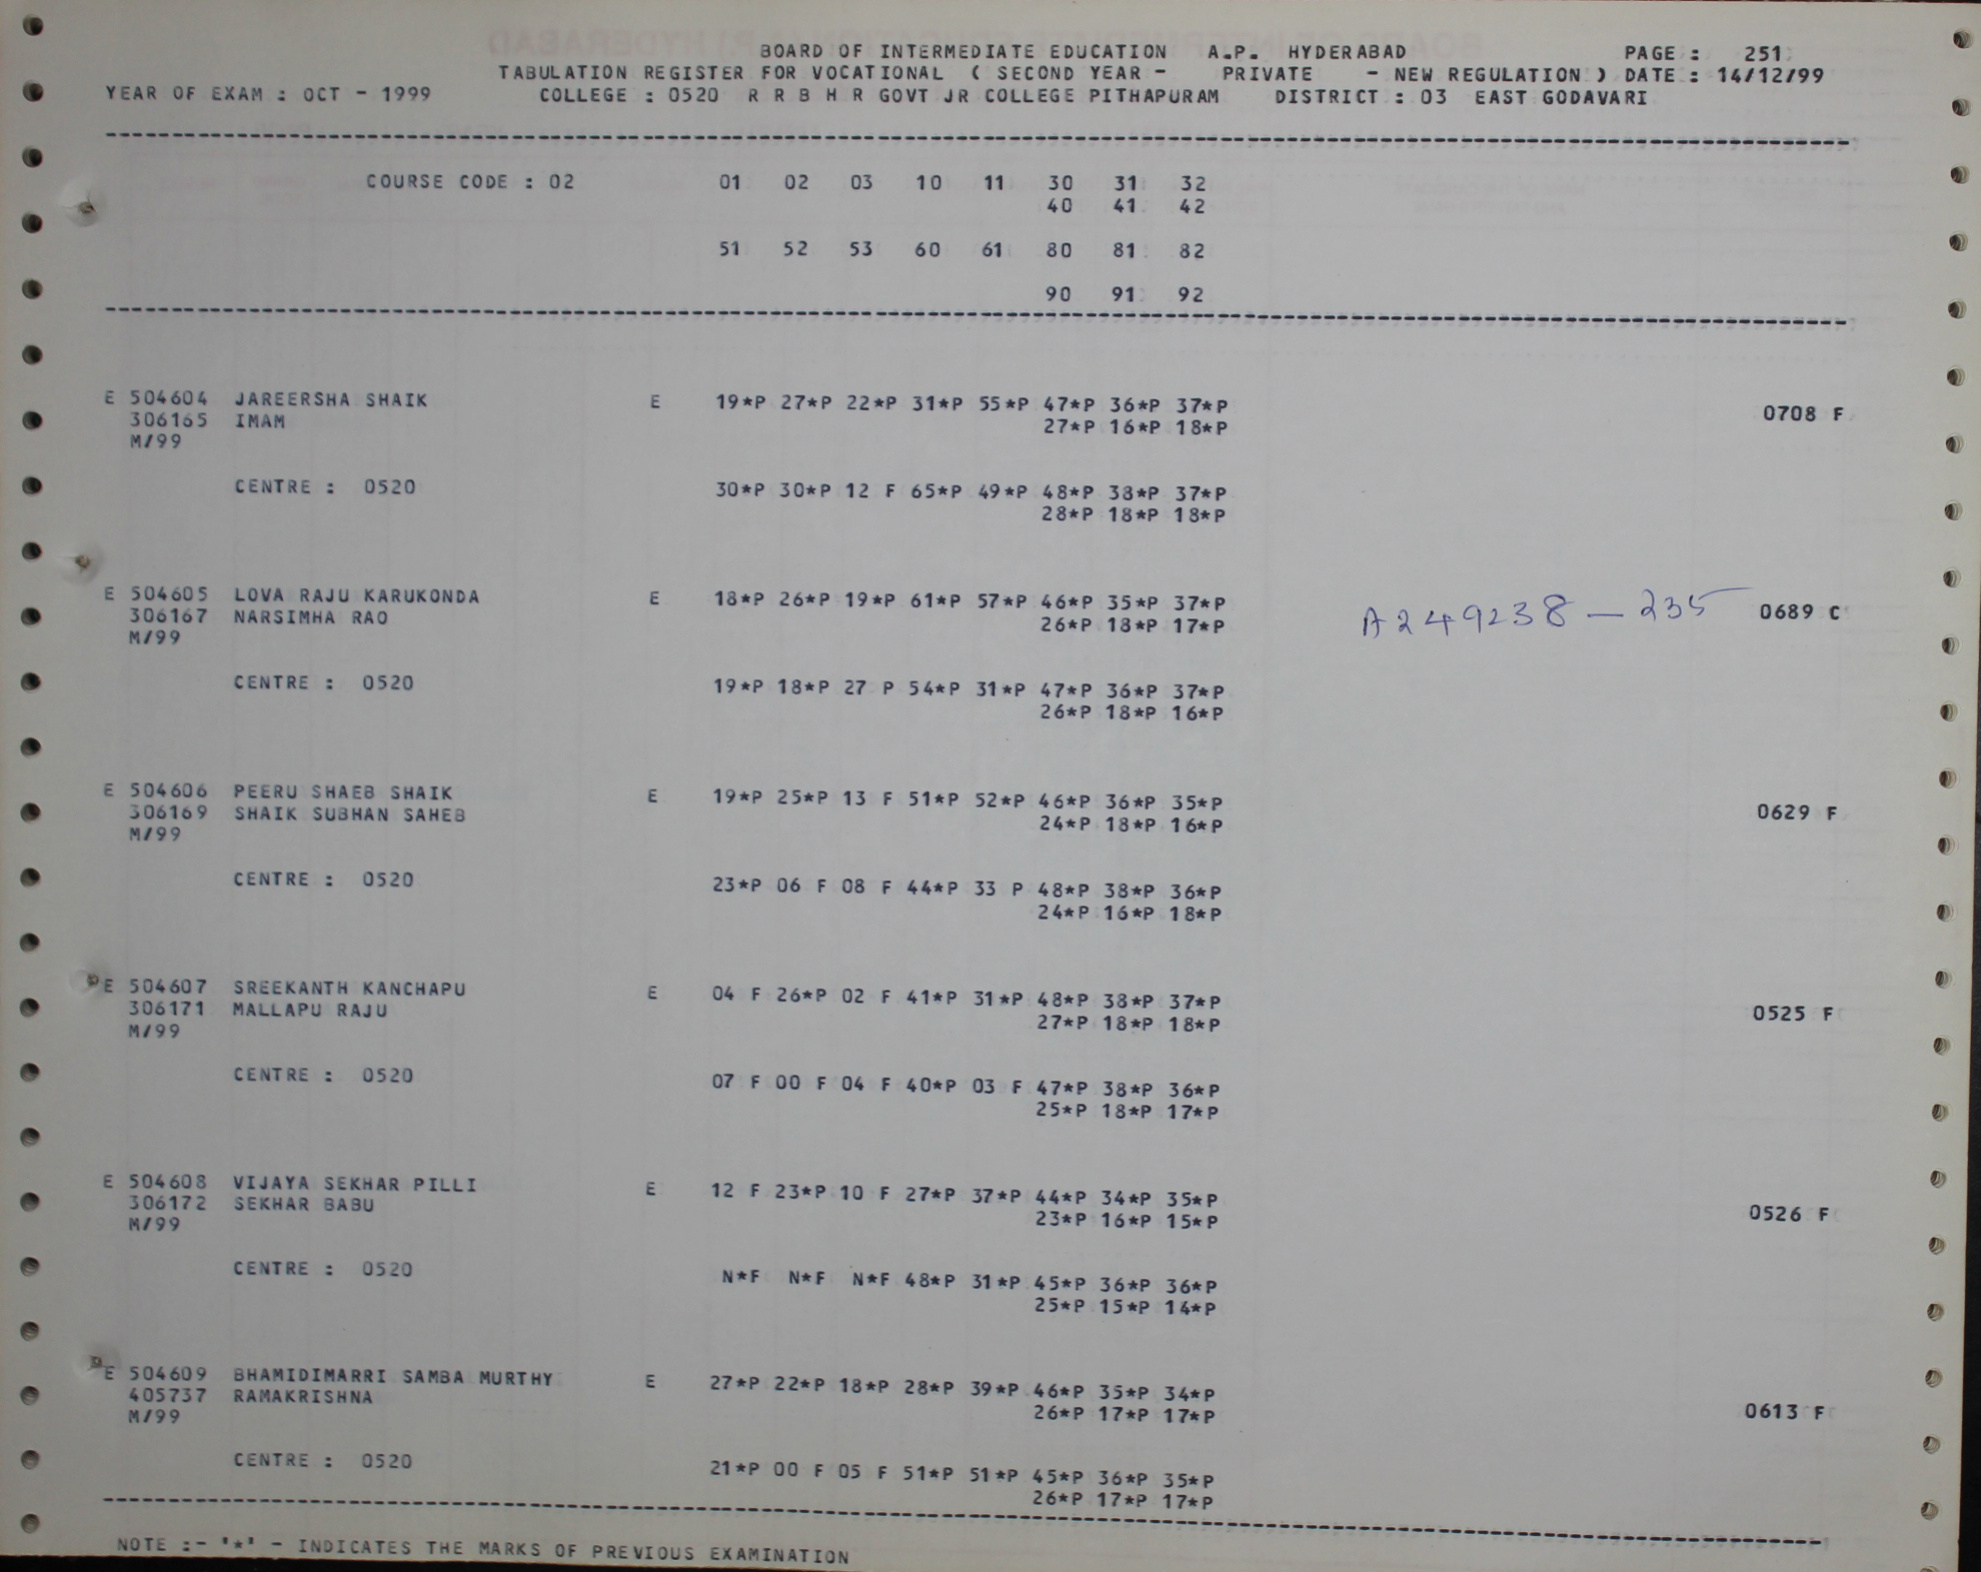 BOARD OF INTERMEDIATE EDUCATION A.P. HYDERABAD PAGE : 251
TABULATION REGISTER FOR VOCATIONAL ( SECOND YEAR - PRIVATE - NEW REGULATION ) DATE : 14/12/99
YEAR OF EXAM : OCT - 1999 COLLEGE : 0520 R R B H R GOVT JR COLLEGE PITHAPURAM DISTRICT : 03 EAST GODAVARI
COURSE CODE : 02 01 02 03 10 11 30 31 32
40 41 42
51 52 53 60 61 80 81 82
90 91 92
E 504604 JAREERSHA SHAIK E 19*P 27*P 22*P 31*P 55*P 47*P 36*P 37*P
306165 IMAM 27*P 16*P 18*P 0708 F
M/99
CENTRE : 0520 30*P 30*P 12 F 65*P 49*P 48*P 38*P 37*P
28*P 18*P 18*P
E 504605 LOVA RAJU KARUKONDA E 18*P 26*P 19*P 61*P 57*P 46*P 35*P 37*P A249238 - 235
306167 NARSIMHA RAO 26*P 18*P 17*P 0689 C
M/99
CENTRE : 0520 19*P 18*P 27 P 54*P 31*P 47*P 36*P 37*P
26*P 18*P 16*P
E 504606 PEERU SHAEB SHAIK E 19*P 25*P 13 F 51*P 52*P 46*P 36*P 35*P
306169 SHAIK SUBHAN SAHEB 24*P 18*P 16*P 0629 F
M/99
CENTRE : 0520 23*P 06 F 08 F 44*P 33 P 48*P 38*P 36*P
24*P 16*P 18*P
E 504607 SREEKANTH KANCHAPU E 04 F 26*P 02 F 41*P 31*P 48*P 38*P 37*P
306171 MALLAPU RAJU 27*P 18*P 18*P 0525 F
M/99
CENTRE : 0520 07 F 00 F 04 F 40*P 03 F 47*P 38*P 36*P
25*P 18*P 17*P
E 504608 VIJAYA SEKHAR PILLI E 12 F 23*P 10 F 27*P 37*P 44*P 34*P 35*P
306172 SEKHAR BABU 23*P 16*P 15*P 0526 F
M/99
CENTRE : 0520 N*F N*F N*F 48*P 31*P 45*P 36*P 36*P
25*P 15*P 14*P
E 504609 BHAMIDIMARRI SAMBA MURTHY E 27*P 22*P 18*P 28*P 39*P 46*P 35*P 34*P
405737 RAMAKRISHNA 26*P 17*P 17*P 0613 F
M/99
CENTRE : 0520 21*P 00 F 05 F 51*P 51*P 45*P 36*P 35*P
26*P 17*P 17*P
NOTE :- '*' - INDICATES THE MARKS OF PREVIOUS EXAMINATION